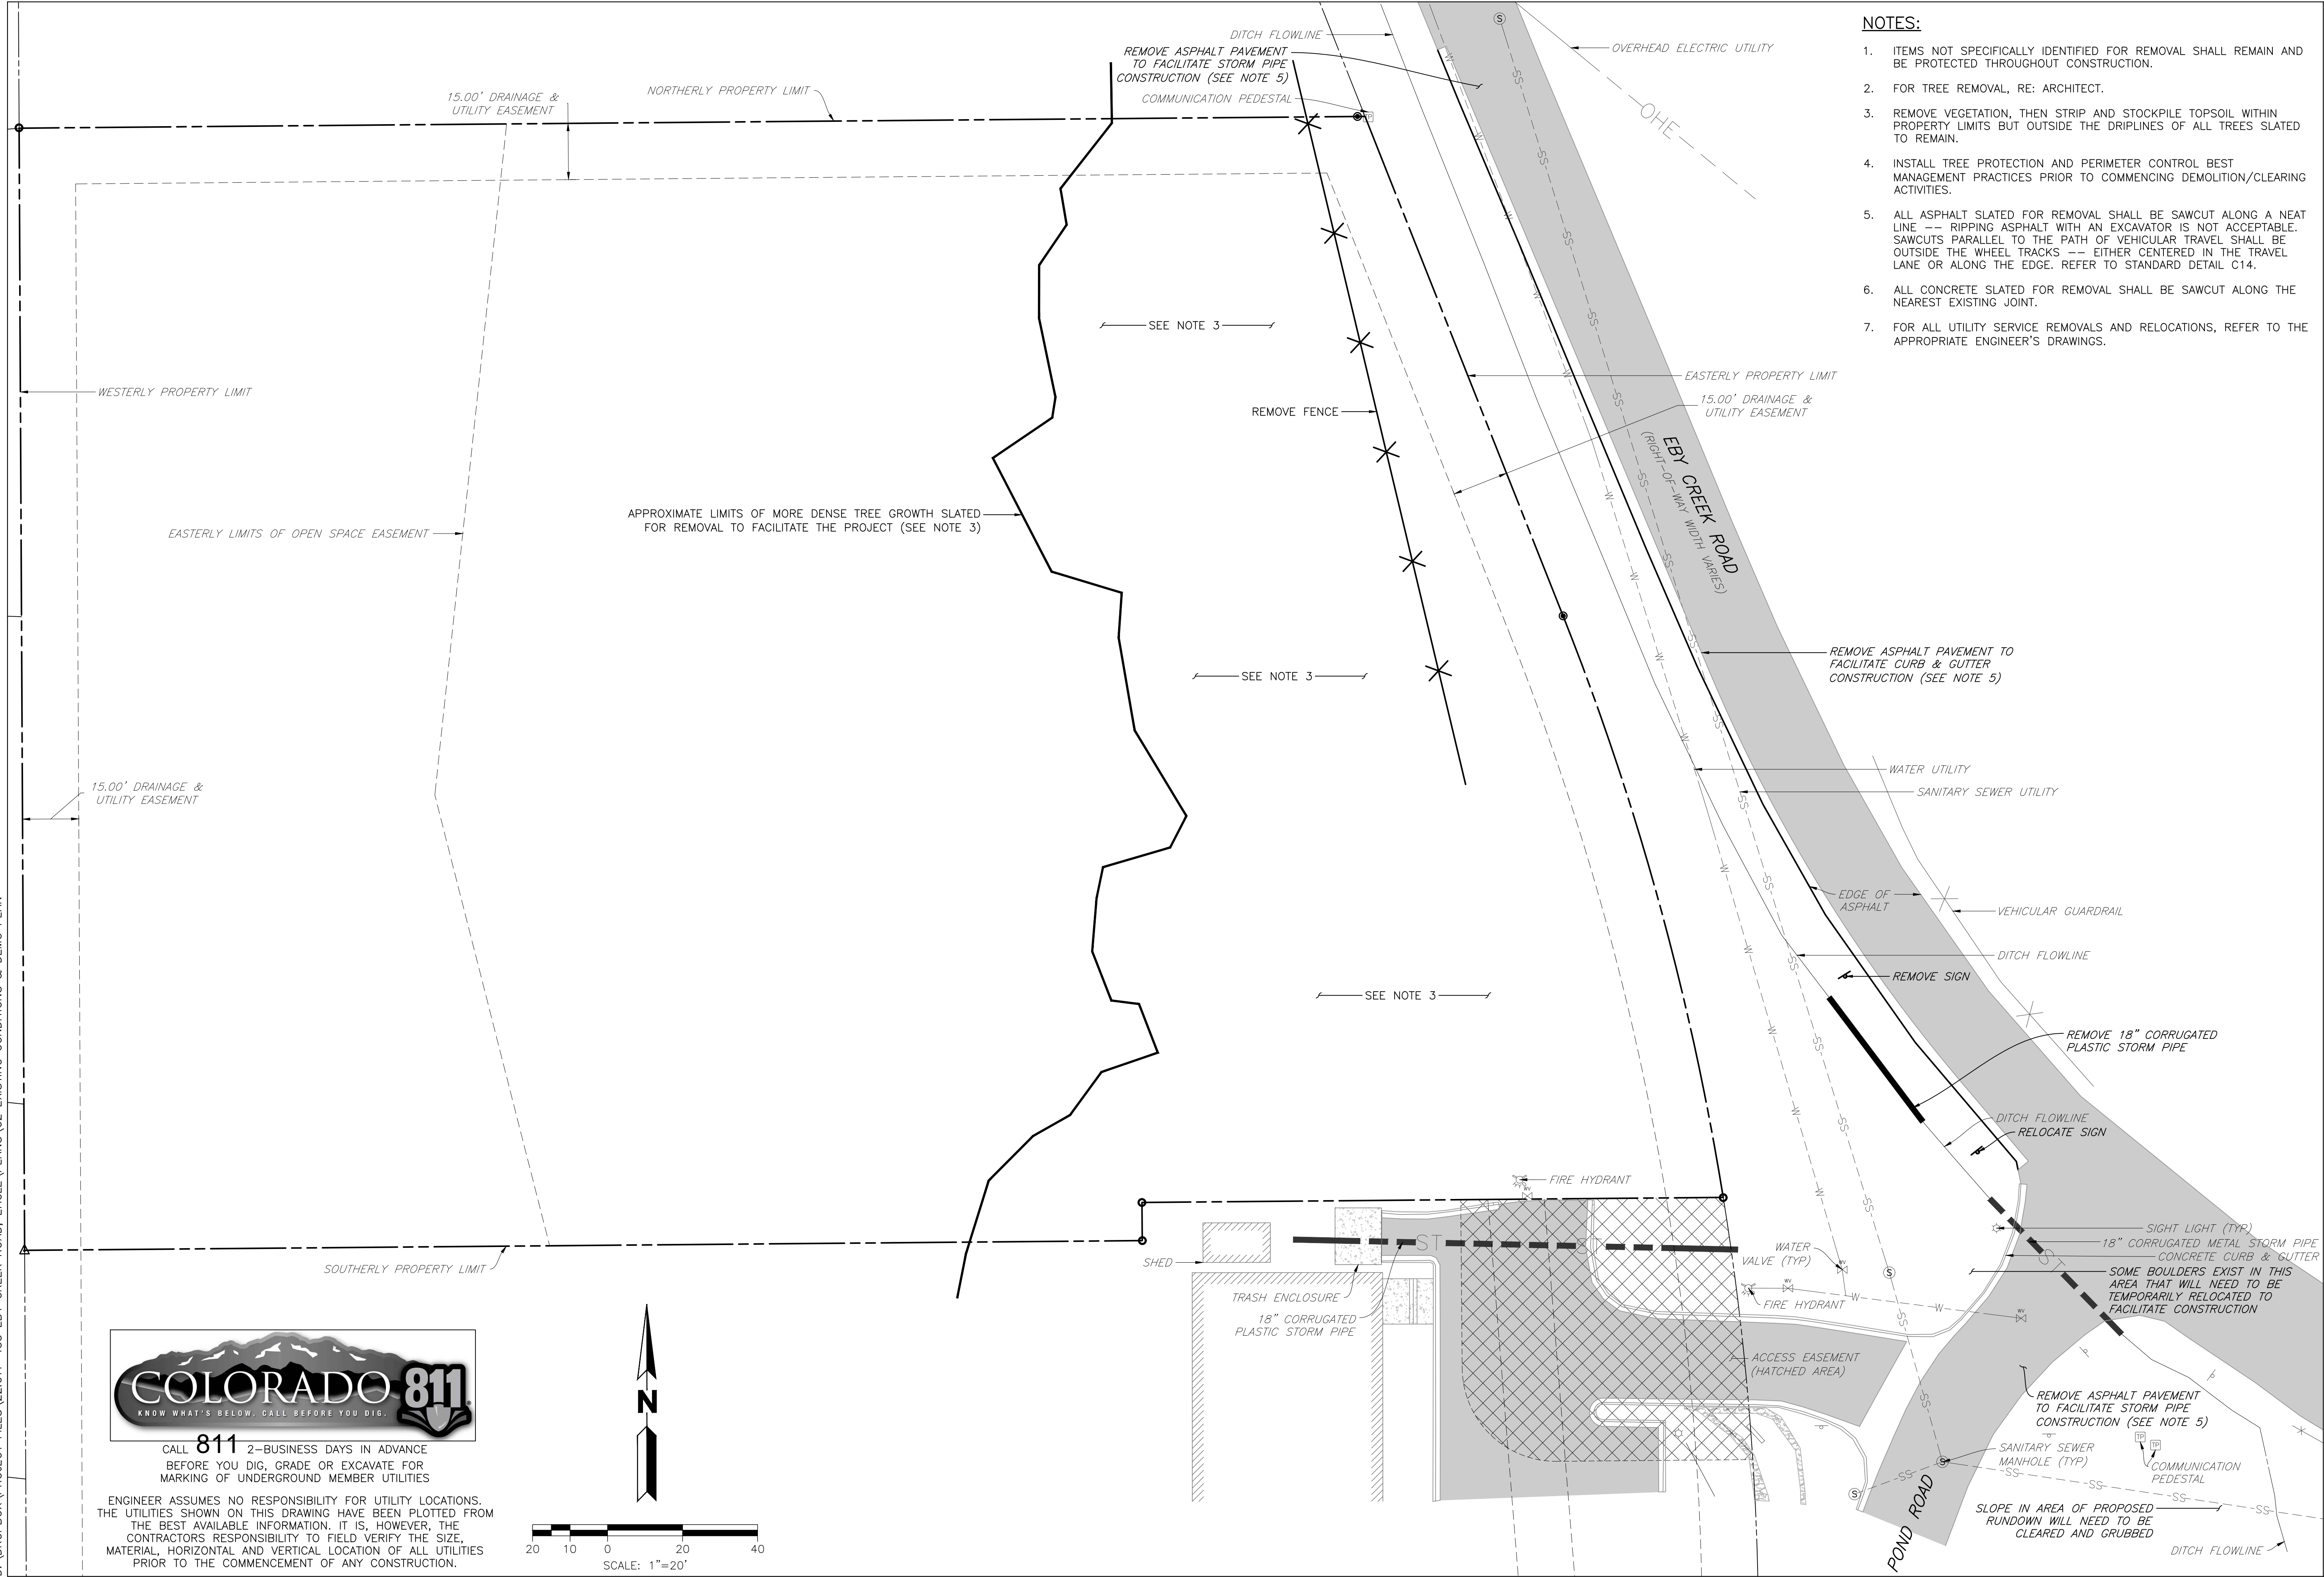 NOTES:
1. ITEMS NOT SPECIFICALLY IDENTIFIED FOR REMOVAL SHALL REMAIN AND
BE PROTECTED THROUGHOUT CONSTRUCTION.
2. FOR TREE REMOVAL, RE: ARCHITECT.
3. REMOVE VEGETATION, THEN STRIP AND STOCKPILE TOPSOIL WITHIN
PROPERTY LIMITS BUT OUTSIDE THE DRIPLINES OF ALL TREES SLATED
TO REMAIN.
4. INSTALL TREE PROTECTION AND PERIMETER CONTROL BEST
MANAGEMENT PRACTICES PRIOR TO COMMENCING DEMOLITION/CLEARING
ACTIVITIES.
5. ALL ASPHALT SLATED FOR REMOVAL SHALL BE SAWCUT ALONG A NEAT
LINE -- RIPPING ASPHALT WITH AN EXCAVATOR IS NOT ACCEPTABLE.
SAWCUTS PARALLEL TO THE PATH OF VEHICULAR TRAVEL SHALL BE
OUTSIDE THE WHEEL TRACKS -- EITHER CENTERED IN THE TRAVEL
LANE OR ALONG THE EDGE. REFER TO STANDARD DETAIL C14.
6. ALL CONCRETE SLATED FOR REMOVAL SHALL BE SAWCUT ALONG THE
NEAREST EXISTING JOINT.
7. FOR ALL UTILITY SERVICE REMOVALS AND RELOCATIONS, REFER TO THE
APPROPRIATE ENGINEER'S DRAWINGS.
DITCH FLOWLINE
REMOVE ASPHALT PAVEMENT
TO FACILITATE STORM PIPE
CONSTRUCTION (SEE NOTE 5)
COMMUNICATION PEDESTAL
TP
S
OVERHEAD ELECTRIC UTILITY
OHE
15.00' DRAINAGE &
UTILITY EASEMENT
NORTHERLY PROPERTY LIMIT
SEE NOTE 3
WESTERLY PROPERTY LIMIT
EASTERLY PROPERTY LIMIT
15.00' DRAINAGE &
UTILITY EASEMENT
REMOVE FENCE
EBY CREEK ROAD
(RIGHT-OF-WAY WIDTH VARIES)
APPROXIMATE LIMITS OF MORE DENSE TREE GROWTH SLATED
FOR REMOVAL TO FACILITATE THE PROJECT (SEE NOTE 3)
EASTERLY LIMITS OF OPEN SPACE EASEMENT
SEE NOTE 3
REMOVE ASPHALT PAVEMENT TO
FACILITATE CURB & GUTTER
CONSTRUCTION (SEE NOTE 5)
WATER UTILITY
SANITARY SEWER UTILITY
15.00' DRAINAGE &
UTILITY EASEMENT
EDGE OF
ASPHALT
VEHICULAR GUARDRAIL
DITCH FLOWLINE
REMOVE SIGN
SEE NOTE 3
REMOVE 18" CORRUGATED
PLASTIC STORM PIPE
DITCH FLOWLINE
RELOCATE SIGN
FIRE HYDRANT
WV
SIGHT LIGHT (TYP)
18" CORRUGATED METAL STORM PIPE
CONCRETE CURB & GUTTER
SOME BOULDERS EXIST IN THIS
AREA THAT WILL NEED TO BE
TEMPORARILY RELOCATED TO
FACILITATE CONSTRUCTION
SHED
ST
ST
ST
WATER
VALVE (TYP)
WV
S
WV
FIRE HYDRANT
WV
SOUTHERLY PROPERTY LIMIT
TRASH ENCLOSURE
18" CORRUGATED
PLASTIC STORM PIPE
ACCESS EASEMENT
(HATCHED AREA)
REMOVE ASPHALT PAVEMENT
TO FACILITATE STORM PIPE
CONSTRUCTION (SEE NOTE 5)
TP
TP
SANITARY SEWER
MANHOLE (TYP)
COMMUNICATION
PEDESTAL
S
S
SLOPE IN AREA OF PROPOSED
RUNDOWN WILL NEED TO BE
CLEARED AND GRUBBED
DITCH FLOWLINE
POND ROAD
COLORADO 811
KNOW WHAT'S BELOW. CALL BEFORE YOU DIG.
CALL 811 2-BUSINESS DAYS IN ADVANCE
BEFORE YOU DIG, GRADE OR EXCAVATE FOR
MARKING OF UNDERGROUND MEMBER UTILITIES
ENGINEER ASSUMES NO RESPONSIBILITY FOR UTILITY LOCATIONS.
THE UTILITIES SHOWN ON THIS DRAWING HAVE BEEN PLOTTED FROM
THE BEST AVAILABLE INFORMATION. IT IS, HOWEVER, THE
CONTRACTORS RESPONSIBILITY TO FIELD VERIFY THE SIZE,
MATERIAL, HORIZONTAL AND VERTICAL LOCATION OF ALL UTILITIES
PRIOR TO THE COMMENCEMENT OF ANY CONSTRUCTION.
N
20 10 0 20 40
SCALE: 1"=20'